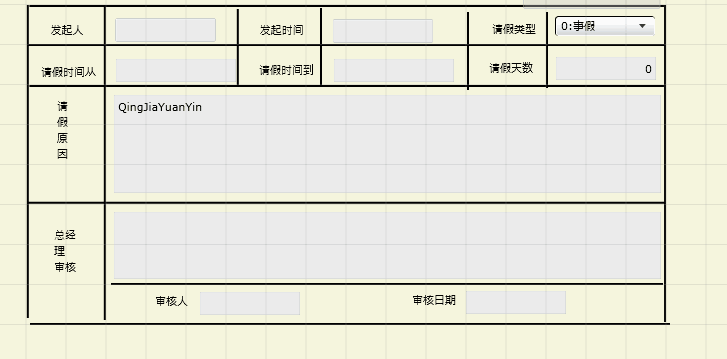 发起人 发起时间 请假类型 0:事假
请假时间从 请假时间到 请假天数 0
请
假
原
因
QingJiaYuanYin
总经
理
审核
审核人 审核日期